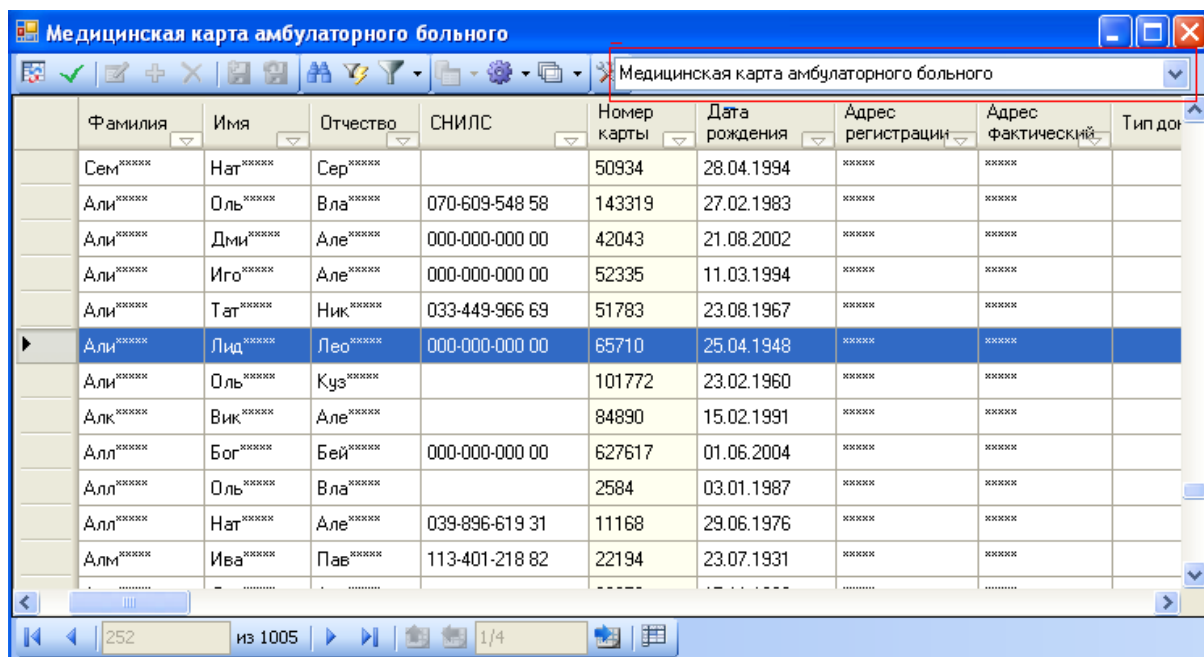 Медицинская карта амбулаторного больного
Медицинская карта амбулаторного больного
Фамилия Имя Отчество СНИЛС Номер карты Дата рождения Адрес регистрации Адрес фактический Тип док
Сем***** Нат***** Сер***** 50934 28.04.1994 ***** *****
Али***** Оль***** Вла***** 070-609-548 58 143319 27.02.1983 ***** *****
Али***** Дми***** Але***** 000-000-000 00 42043 21.08.2002 ***** *****
Али***** Иго***** Але***** 000-000-000 00 52335 11.03.1994 ***** *****
Али***** Тат***** Ник***** 033-449-966 69 51783 23.08.1967 ***** *****
Али***** Лид***** Лео***** 000-000-000 00 65710 25.04.1948 ***** *****
Али***** Оль***** Куз***** 101772 23.02.1960 ***** *****
Алк***** Вик***** Але***** 84890 15.02.1991 ***** *****
Алл***** Бог***** Бей***** 000-000-000 00 627617 01.06.2004 ***** *****
Алл***** Оль***** Вла***** 2584 03.01.1987 ***** *****
Алл***** Нат***** Але***** 039-896-619 31 11168 29.06.1976 ***** *****
Алм***** Ива***** Пав***** 113-401-218 82 22194 23.07.1931 ***** *****
252 из 1005 1/4